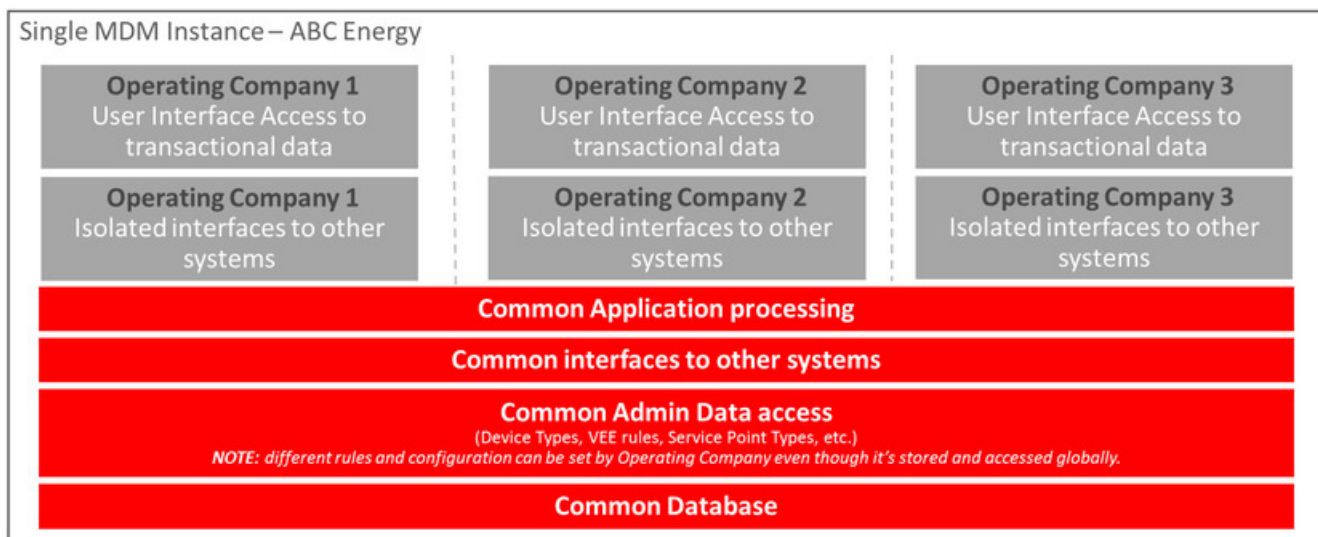 Single MDM Instance – ABC Energy
Operating Company 1
User Interface Access to
transactional data
Operating Company 2
User Interface Access to
transactional data
Operating Company 3
User Interface Access to
transactional data
Operating Company 1
Isolated interfaces to other
systems
Operating Company 2
Isolated interfaces to other
systems
Operating Company 3
Isolated interfaces to other
systems
Common Application processing
Common interfaces to other systems
Common Admin Data access
(Device Types, VEE rules, Service Point Types, etc.)
NOTE: different rules and configuration can be set by Operating Company even though it's stored and accessed globally.
Common Database